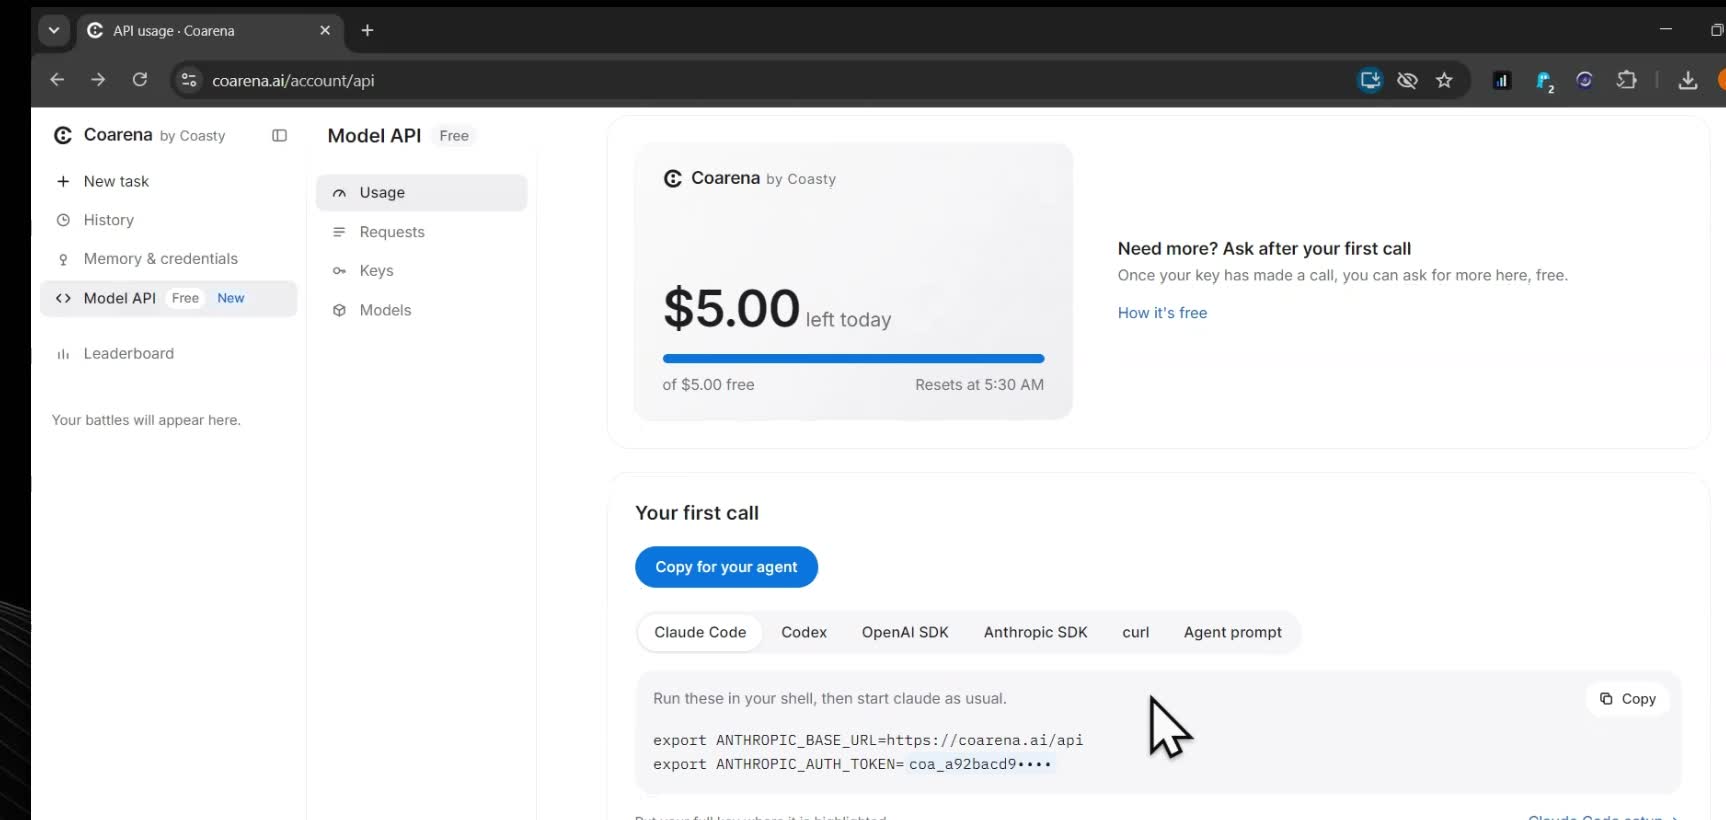 API usage · Coarena
coarena.ai/account/api
2
Coarena by Coasty
New task
History
Memory & credentials
Model API Free New
Leaderboard
Your battles will appear here.
Model API Free
Usage
Requests
Keys
Models
Coarena by Coasty
$5.00 left today
of $5.00 free
Resets at 5:30 AM
Need more? Ask after your first call
Once your key has made a call, you can ask for more here, free.
How it's free
Your first call
Copy for your agent
Claude Code Codex OpenAI SDK Anthropic SDK curl Agent prompt
Run these in your shell, then start claude as usual.
Copy
export ANTHROPIC_BASE_URL=https://coarena.ai/api
export ANTHROPIC_AUTH_TOKEN=coa_a92bacd9••••